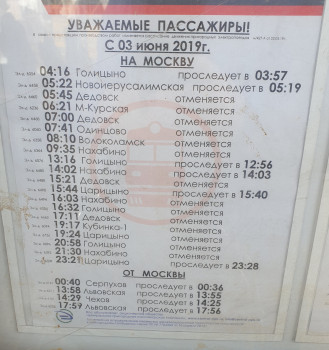 УВАЖАЕМЫЕ ПАССАЖИРЫ!
С 03 июня 2019г.
НА МОСКВУ
04:16 Голицыно проследует в 03:57
05:22 Новоиерусалимская проследует в 05:19
05:45 Дедовск отменяется
06:21 М-Курская отменяется
07:00 Дедовск отменяется
07:41 Одинцово отменяется
08:10 Волоколамск отменяется
09:35 Нахабино отменяется
13:16 Голицыно проследует в 12:56
14:02 Нахабино проследует в 14:03
15:21 Дедовск отменяется
15:44 Царицыно проследует в 15:40
16:03 Нахабино отменяется
16:32 Голицыно отменяется
17:11 Дедовск отменяется
19:17 Кубинка-1 отменяется
19:24 Царицыно отменяется
20:58 Голицыно отменяется
21:30 Нахабино отменяется
23:21 Царицыно проследует в 23:28
ОТ МОСКВЫ
00:40 Серпухов проследует в 00:36
13:58 Львовская проследует в 13:55
14:29 Чехов проследует в 14:25
17:59 Львовская проследует в 17:56